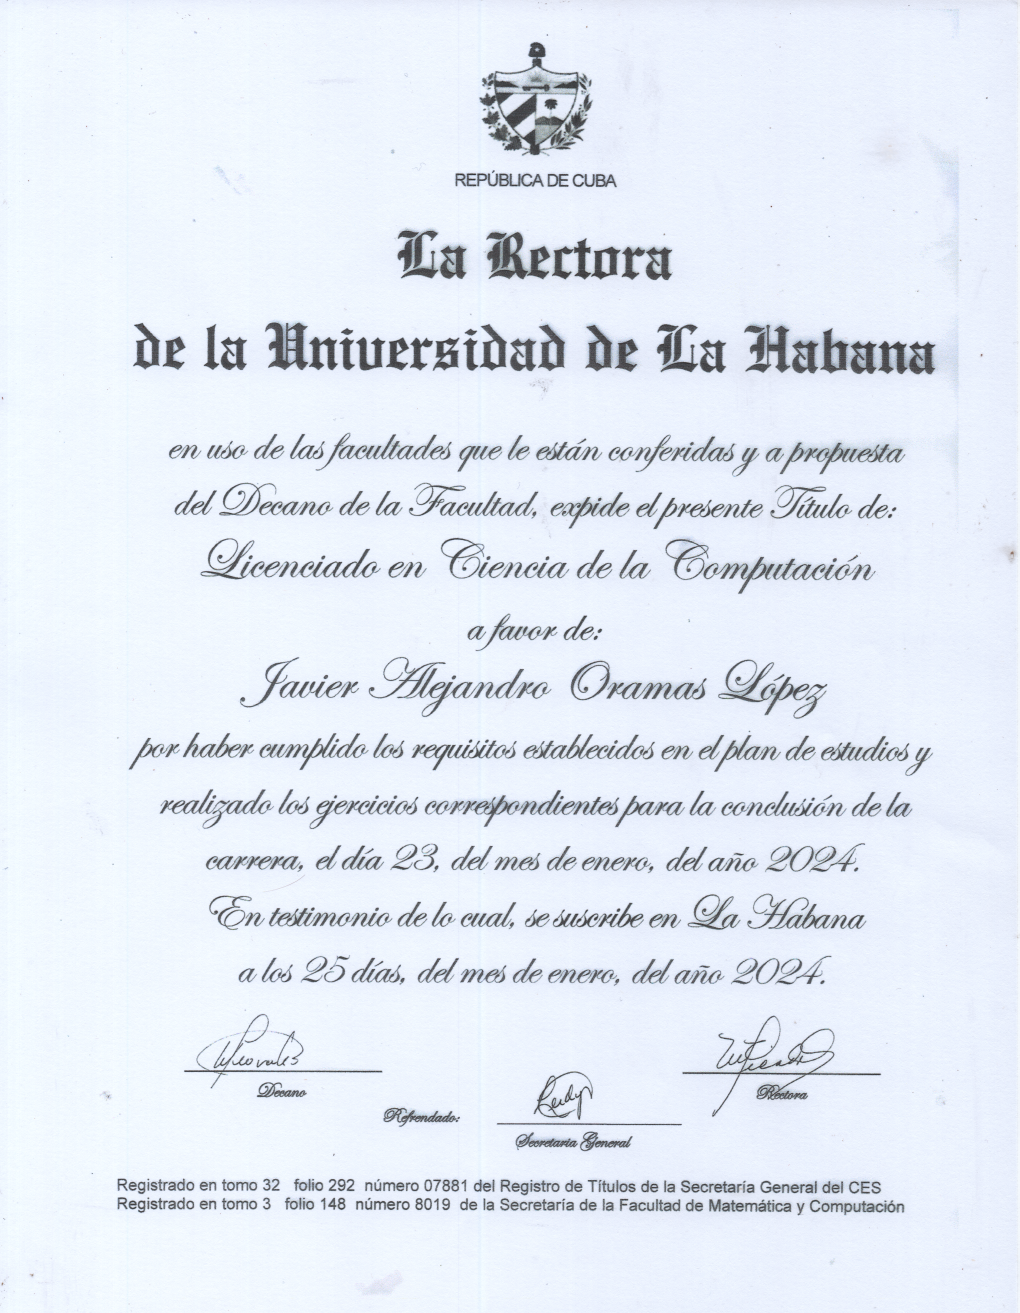 REPÚBLICA DE CUBA
La Rectora
de la Universidad de La Habana
en uso de las facultades que le están conferidas y a propuesta
del Decano de la Facultad, expide el presente Título de:
Licenciado en Ciencia de la Computación
a favor de:
Javier Alejandro Oramas López
por haber cumplido los requisitos establecidos en el plan de estudios y
realizado los ejercicios correspondientes para la conclusión de la
carrera, el día 23, del mes de enero, del año 2024.
En testimonio de lo cual, se suscribe en La Habana
a los 25 días, del mes de enero, del año 2024.
Decano
Rectora
Refrendado:
Secretaria General
Registrado en tomo 32 folio 292 número 07881 del Registro de Títulos de la Secretaría General del CES
Registrado en tomo 3 folio 148 número 8019 de la Secretaría de la Facultad de Matemática y Computación